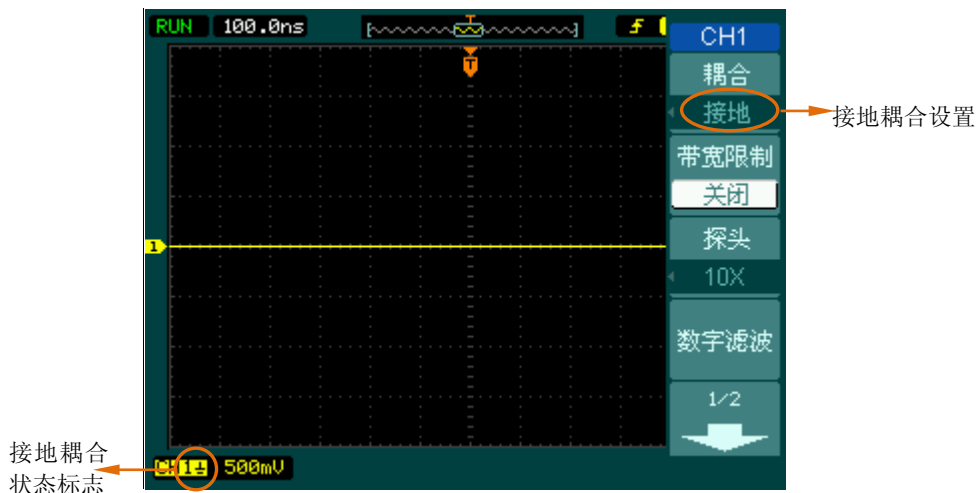 RUN 100.0ns
T
CH1
T
耦合
接地
接地耦合设置
带宽限制
关闭
1
探头
10X
数字滤波
1/2
接地耦合
状态标志
CH1 500mV